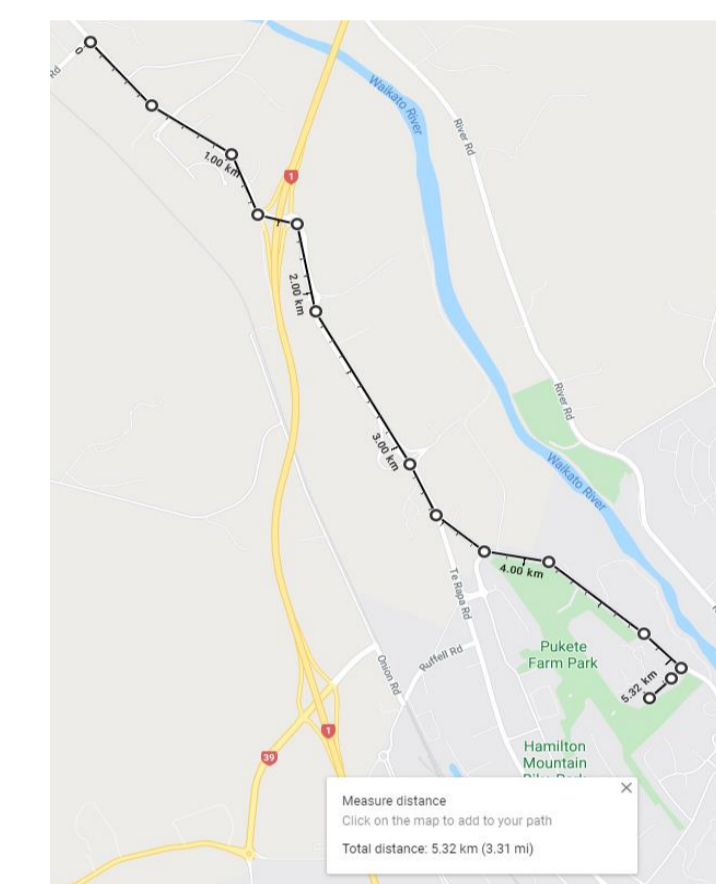 0
Rd
Waikato River
River Rd
1.00 km
1
2.00 km
River Rd
3.00 km
Waikato River
4.00 km
Te Rapa Rd
Pukete
Farm Park
Ruffell Rd
Onion Rd
5.32 km
1
39
Hamilton
Mountain
Measure distance
Click on the map to add to your path
Total distance: 5.32 km (3.31 mi)